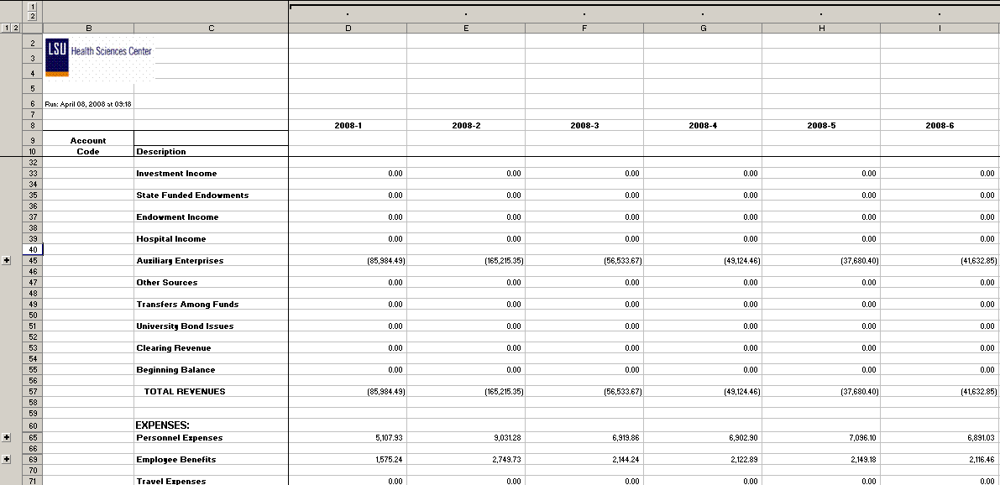 1
2
1 2 B C D E F G H I
2
LSU Health Sciences Center
3
4
5
6 Run: April 08, 2008 at 09:18
7
8 2008-1 2008-2 2008-3 2008-4 2008-5 2008-6
9 Account
10 Code Description
32
33 Investment Income 0.00 0.00 0.00 0.00 0.00 0.00
34
35 State Funded Endowments 0.00 0.00 0.00 0.00 0.00 0.00
36
37 Endowment Income 0.00 0.00 0.00 0.00 0.00 0.00
38
39 Hospital Income 0.00 0.00 0.00 0.00 0.00 0.00
40
45 Auxiliary Enterprises (85,984.49) (165,215.35) (56,533.67) (49,124.46) (37,680.40) (41,632.85)
46
47 Other Sources 0.00 0.00 0.00 0.00 0.00 0.00
48
49 Transfers Among Funds 0.00 0.00 0.00 0.00 0.00 0.00
50
51 University Bond Issues 0.00 0.00 0.00 0.00 0.00 0.00
52
53 Clearing Revenue 0.00 0.00 0.00 0.00 0.00 0.00
54
55 Beginning Balance 0.00 0.00 0.00 0.00 0.00 0.00
56
57 TOTAL REVENUES (85,984.49) (165,215.35) (56,533.67) (49,124.46) (37,680.40) (41,632.85)
58
59
60 EXPENSES:
65 Personnel Expenses 5,107.93 9,031.28 6,919.86 6,902.90 7,096.10 6,891.03
66
69 Employee Benefits 1,575.24 2,749.73 2,144.24 2,122.89 2,149.18 2,116.46
70
71 Travel Expenses 0.00 0.00 0.00 0.00 0.00 0.00